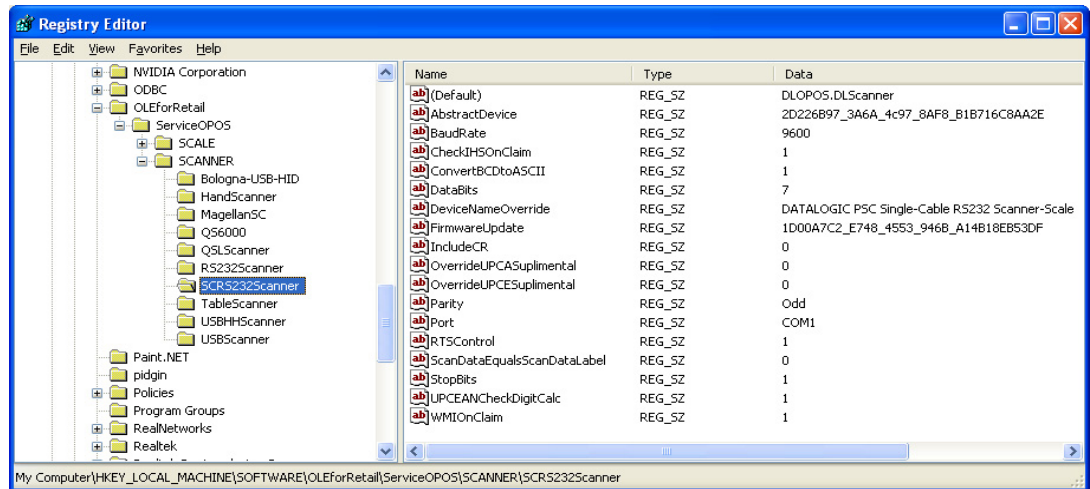 Registry Editor
File Edit View Favorites Help
NVIDIA Corporation
ODBC
OLEforRetail
ServiceOPOS
SCALE
SCANNER
Bologna-USB-HID
HandScanner
MagellanSC
QS6000
QSLScanner
RS232Scanner
SCRS232Scanner
TableScanner
USBHHScanner
USBScanner
Paint.NET
pidgin
Policies
Program Groups
RealNetworks
Realtek
Name Type Data
(Default) REG_SZ DLOPOS.DLScanner
AbstractDevice REG_SZ 2D226B97_3A6A_4c97_8AF8_B1B716C8AA2E
BaudRate REG_SZ 9600
CheckIHSOnClaim REG_SZ 1
ConvertBCDtoASCII REG_SZ 1
DataBits REG_SZ 7
DeviceNameOverride REG_SZ DATALOGIC PSC Single-Cable RS232 Scanner-Scale
FirmwareUpdate REG_SZ 1D00A7C2_E748_4553_946B_A14B18EB53DF
IncludeCR REG_SZ 0
OverrideUPCASuplimental REG_SZ 0
OverrideUPCESuplimental REG_SZ 0
Parity REG_SZ Odd
Port REG_SZ COM1
RTSControl REG_SZ 1
ScanDataEqualsScanDataLabel REG_SZ 0
StopBits REG_SZ 1
UPCEANCheckDigitCalc REG_SZ 1
WMIOnClaim REG_SZ 1
My Computer\HKEY_LOCAL_MACHINE\SOFTWARE\OLEforRetail\ServiceOPOS\SCANNER\SCRS232Scanner